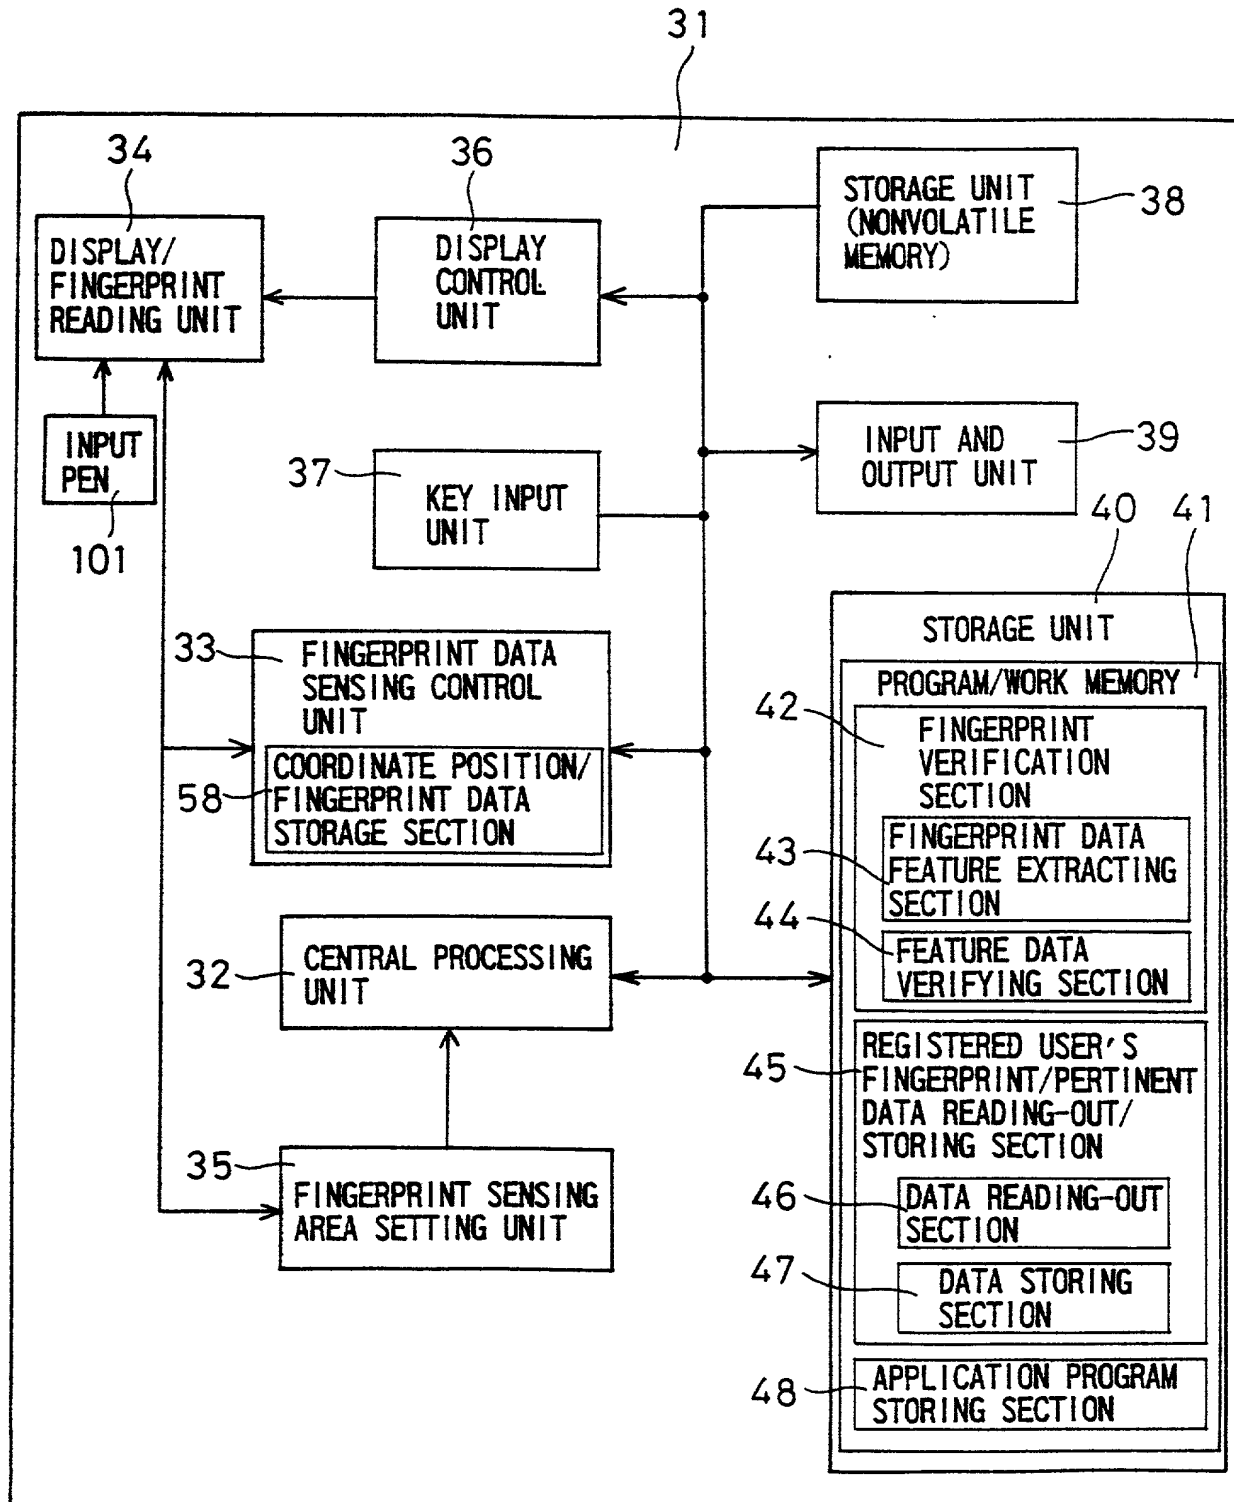 31
34
DISPLAY/
FINGERPRINT
READING UNIT
36
DISPLAY
CONTROL
UNIT
STORAGE UNIT
(NONVOLATILE
MEMORY)
38
INPUT
PEN
101
37
KEY INPUT
UNIT
INPUT AND
OUTPUT UNIT
39
33
FINGERPRINT DATA
SENSING CONTROL
UNIT
58
COORDINATE POSITION/
FINGERPRINT DATA
STORAGE SECTION
32
CENTRAL PROCESSING
UNIT
35
FINGERPRINT SENSING
AREA SETTING UNIT
40
41
STORAGE UNIT
PROGRAM/WORK MEMORY
42
FINGERPRINT
VERIFICATION
SECTION
43
FINGERPRINT DATA
FEATURE EXTRACTING
SECTION
44
FEATURE DATA
VERIFYING SECTION
45
REGISTERED USER'S
FINGERPRINT/PERTINENT
DATA READING-OUT/
STORING SECTION
46
DATA READING-OUT
SECTION
47
DATA STORING
SECTION
48
APPLICATION PROGRAM
STORING SECTION